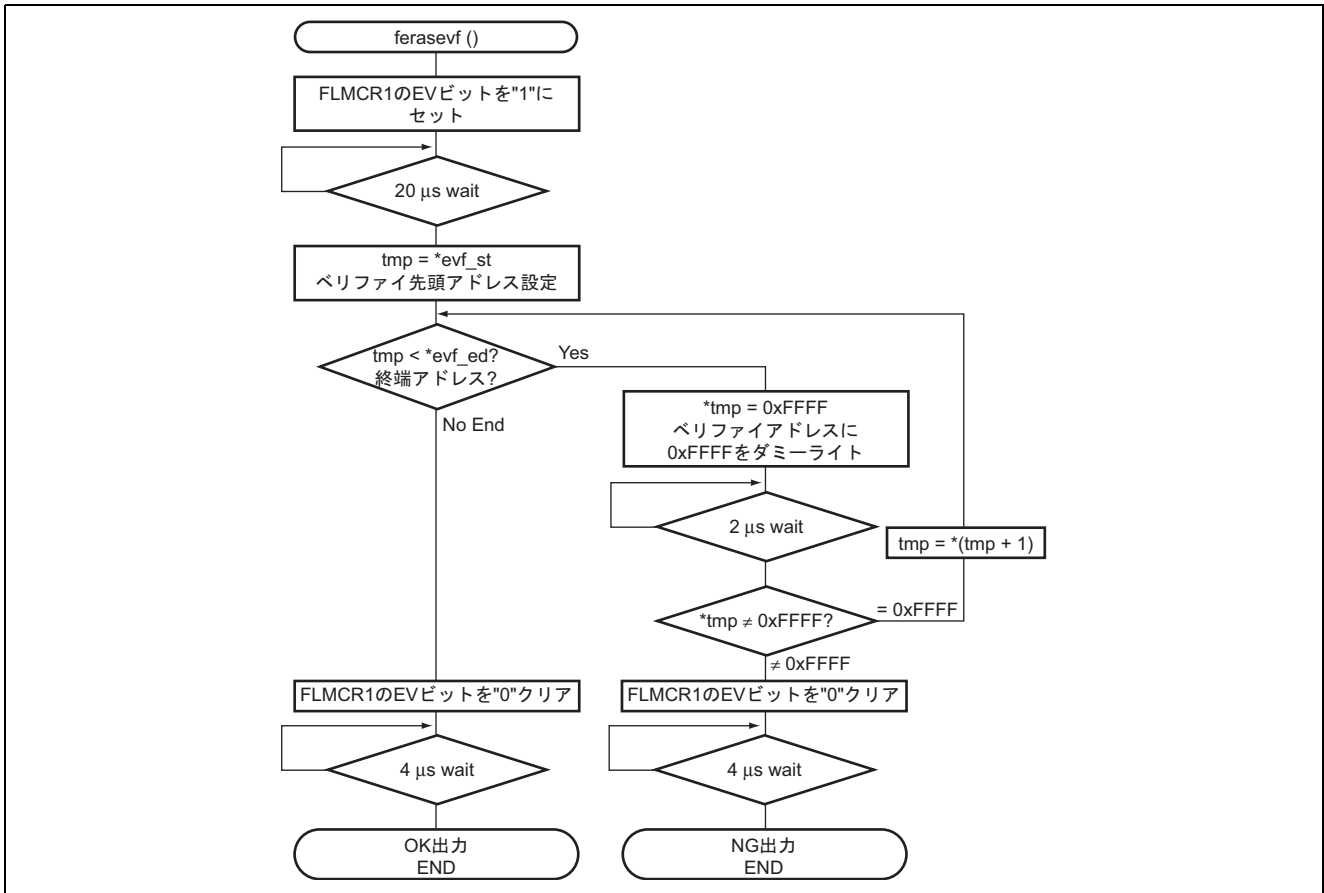 ferasevf ()
FLMCR1のEVビットを"1"に
セット
20 μs wait
tmp = *evf_st
ベリファイ先頭アドレス設定
tmp < *evf_ed?
終端アドレス?
Yes
No End
*tmp = 0xFFFF
ベリファイアドレスに
0xFFFFをダミーライト
2 μs wait
tmp = *(tmp + 1)
*tmp ≠ 0xFFFF?
= 0xFFFF
≠ 0xFFFF
FLMCR1のEVビットを"0"クリア
FLMCR1のEVビットを"0"クリア
4 μs wait
4 μs wait
OK出力
END
NG出力
END